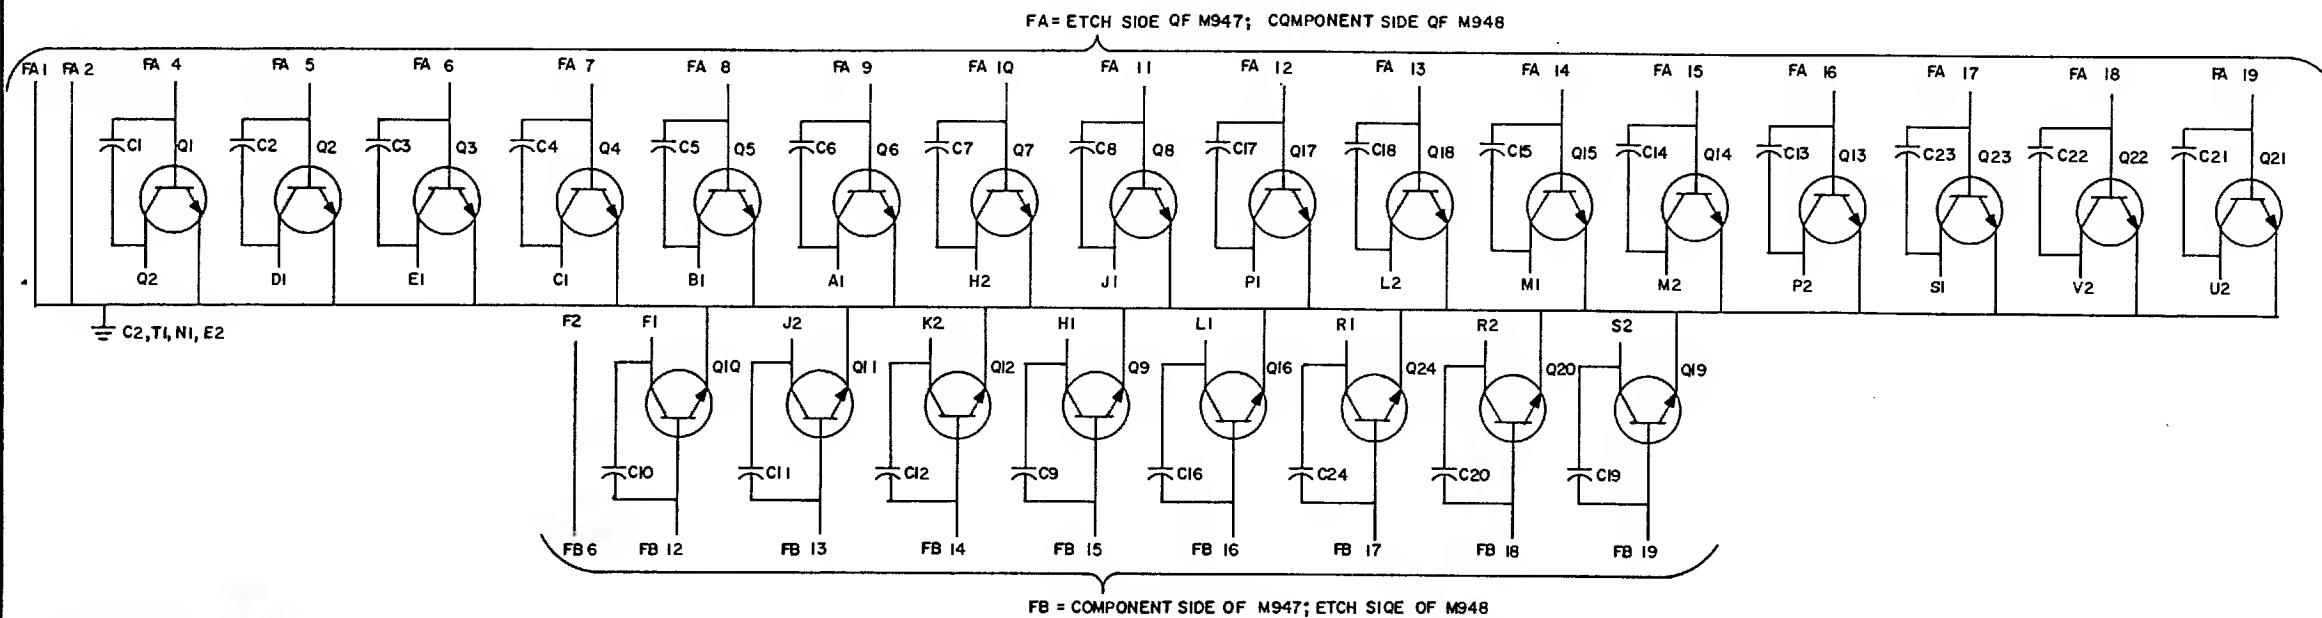 FA = ETCH SIDE OF M947; COMPONENT SIDE OF M948
FA 1 FA 2 FA 4 FA 5 FA 6 FA 7 FA 8 FA 9 FA 10 FA 11 FA 12 FA 13 FA 14 FA 15 FA 16 FA 17 FA 18 FA 19
C1 Q1 C2 Q2 C3 Q3 C4 Q4 C5 Q5 C6 Q6 C7 Q7 C8 Q8 C17 Q17 C18 Q18 C15 Q15 C14 Q14 C13 Q13 C23 Q23 C22 Q22 C21 Q21
Q2 D1 E1 C1 B1 A1 H2 J1 P1 L2 M1 M2 P2 S1 V2 U2
C2, T1, N1, E2
F2 F1 J2 K2 H1 L1 R1 R2 S2
Q10 Q11 Q12 Q9 Q16 Q24 Q20 Q19
C10 C11 C12 C9 C16 C24 C20 C19
FB 6 FB 12 FB 13 FB 14 FB 15 FB 16 FB 17 FB 18 FB 19
FB = COMPONENT SIDE OF M947; ETCH SIDE OF M948